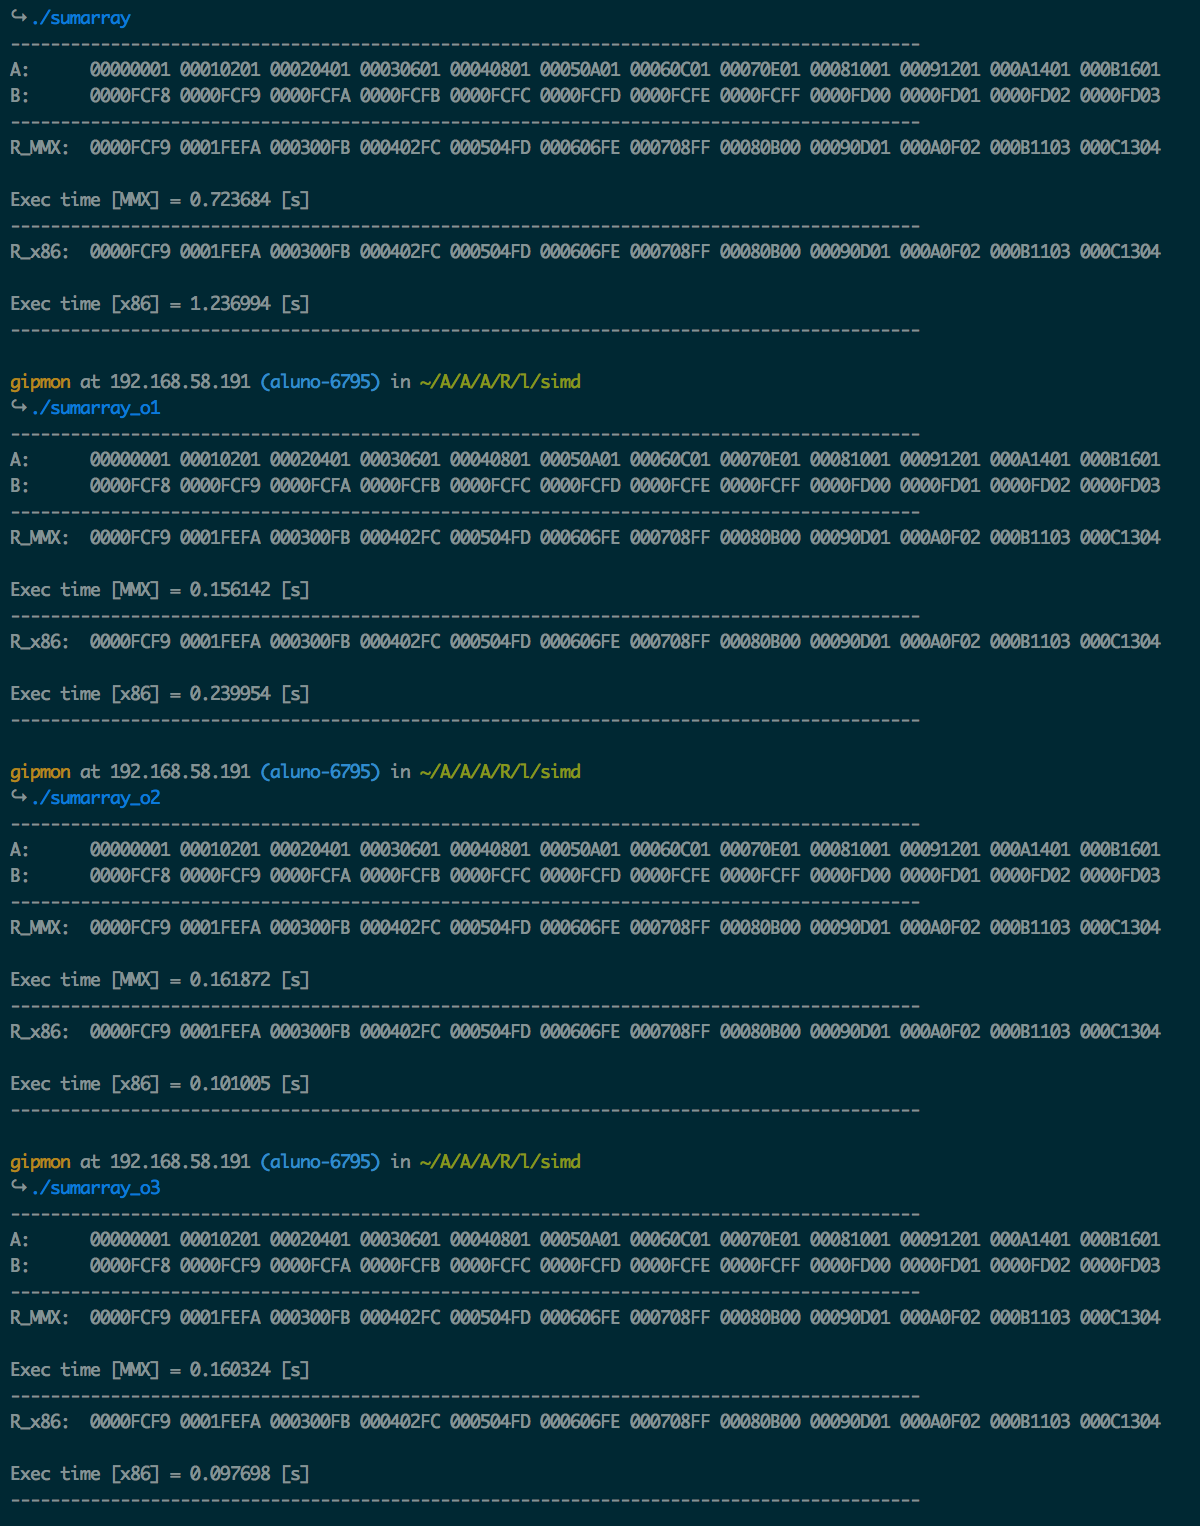 ↪ ./sumarray
-------------------------------------------------------------------------------------------
A:      00000001 00010201 00020401 00030601 00040801 00050A01 00060C01 00070E01 00081001 00091201 000A1401 000B1601
B:      0000FCF8 0000FCF9 0000FCFA 0000FCFB 0000FCFC 0000FCFD 0000FCFE 0000FCFF 0000FD00 0000FD01 0000FD02 0000FD03
-------------------------------------------------------------------------------------------
R_MMX:  0000FCF9 0001FEFA 000300FB 000402FC 000504FD 000606FE 000708FF 00080B00 00090D01 000A0F02 000B1103 000C1304
Exec time [MMX] = 0.723684 [s]
-------------------------------------------------------------------------------------------
R_x86:  0000FCF9 0001FEFA 000300FB 000402FC 000504FD 000606FE 000708FF 00080B00 00090D01 000A0F02 000B1103 000C1304
Exec time [x86] = 1.236994 [s]
-------------------------------------------------------------------------------------------
gipmon at 192.168.58.191 (aluno-6795) in ~/A/A/A/R/l/simd
↪ ./sumarray_o1
-------------------------------------------------------------------------------------------
A:      00000001 00010201 00020401 00030601 00040801 00050A01 00060C01 00070E01 00081001 00091201 000A1401 000B1601
B:      0000FCF8 0000FCF9 0000FCFA 0000FCFB 0000FCFC 0000FCFD 0000FCFE 0000FCFF 0000FD00 0000FD01 0000FD02 0000FD03
-------------------------------------------------------------------------------------------
R_MMX:  0000FCF9 0001FEFA 000300FB 000402FC 000504FD 000606FE 000708FF 00080B00 00090D01 000A0F02 000B1103 000C1304
Exec time [MMX] = 0.156142 [s]
-------------------------------------------------------------------------------------------
R_x86:  0000FCF9 0001FEFA 000300FB 000402FC 000504FD 000606FE 000708FF 00080B00 00090D01 000A0F02 000B1103 000C1304
Exec time [x86] = 0.239954 [s]
-------------------------------------------------------------------------------------------
gipmon at 192.168.58.191 (aluno-6795) in ~/A/A/A/R/l/simd
↪ ./sumarray_o2
-------------------------------------------------------------------------------------------
A:      00000001 00010201 00020401 00030601 00040801 00050A01 00060C01 00070E01 00081001 00091201 000A1401 000B1601
B:      0000FCF8 0000FCF9 0000FCFA 0000FCFB 0000FCFC 0000FCFD 0000FCFE 0000FCFF 0000FD00 0000FD01 0000FD02 0000FD03
-------------------------------------------------------------------------------------------
R_MMX:  0000FCF9 0001FEFA 000300FB 000402FC 000504FD 000606FE 000708FF 00080B00 00090D01 000A0F02 000B1103 000C1304
Exec time [MMX] = 0.161872 [s]
-------------------------------------------------------------------------------------------
R_x86:  0000FCF9 0001FEFA 000300FB 000402FC 000504FD 000606FE 000708FF 00080B00 00090D01 000A0F02 000B1103 000C1304
Exec time [x86] = 0.101005 [s]
-------------------------------------------------------------------------------------------
gipmon at 192.168.58.191 (aluno-6795) in ~/A/A/A/R/l/simd
↪ ./sumarray_o3
-------------------------------------------------------------------------------------------
A:      00000001 00010201 00020401 00030601 00040801 00050A01 00060C01 00070E01 00081001 00091201 000A1401 000B1601
B:      0000FCF8 0000FCF9 0000FCFA 0000FCFB 0000FCFC 0000FCFD 0000FCFE 0000FCFF 0000FD00 0000FD01 0000FD02 0000FD03
-------------------------------------------------------------------------------------------
R_MMX:  0000FCF9 0001FEFA 000300FB 000402FC 000504FD 000606FE 000708FF 00080B00 00090D01 000A0F02 000B1103 000C1304
Exec time [MMX] = 0.160324 [s]
-------------------------------------------------------------------------------------------
R_x86:  0000FCF9 0001FEFA 000300FB 000402FC 000504FD 000606FE 000708FF 00080B00 00090D01 000A0F02 000B1103 000C1304
Exec time [x86] = 0.097698 [s]
-------------------------------------------------------------------------------------------